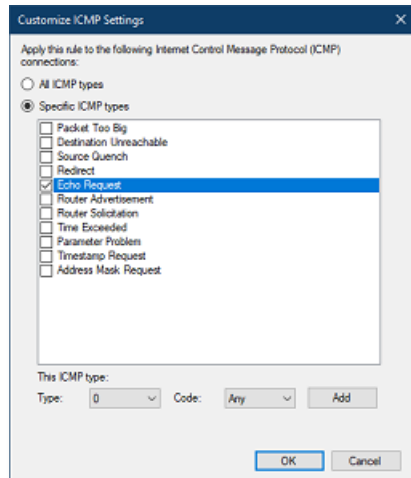 Customize ICMP Settings
Apply this rule to the following Internet Control Message Protocol (ICMP)
connections:
All ICMP types
Specific ICMP types
Packet Too Big
Destination Unreachable
Source Quench
Redirect
Echo Request
Router Advertisement
Router Solicitation
Time Exceeded
Parameter Problem
Timestamp Request
Address Mask Request
This ICMP type:
Type: 0 Code: Any Add
OK Cancel